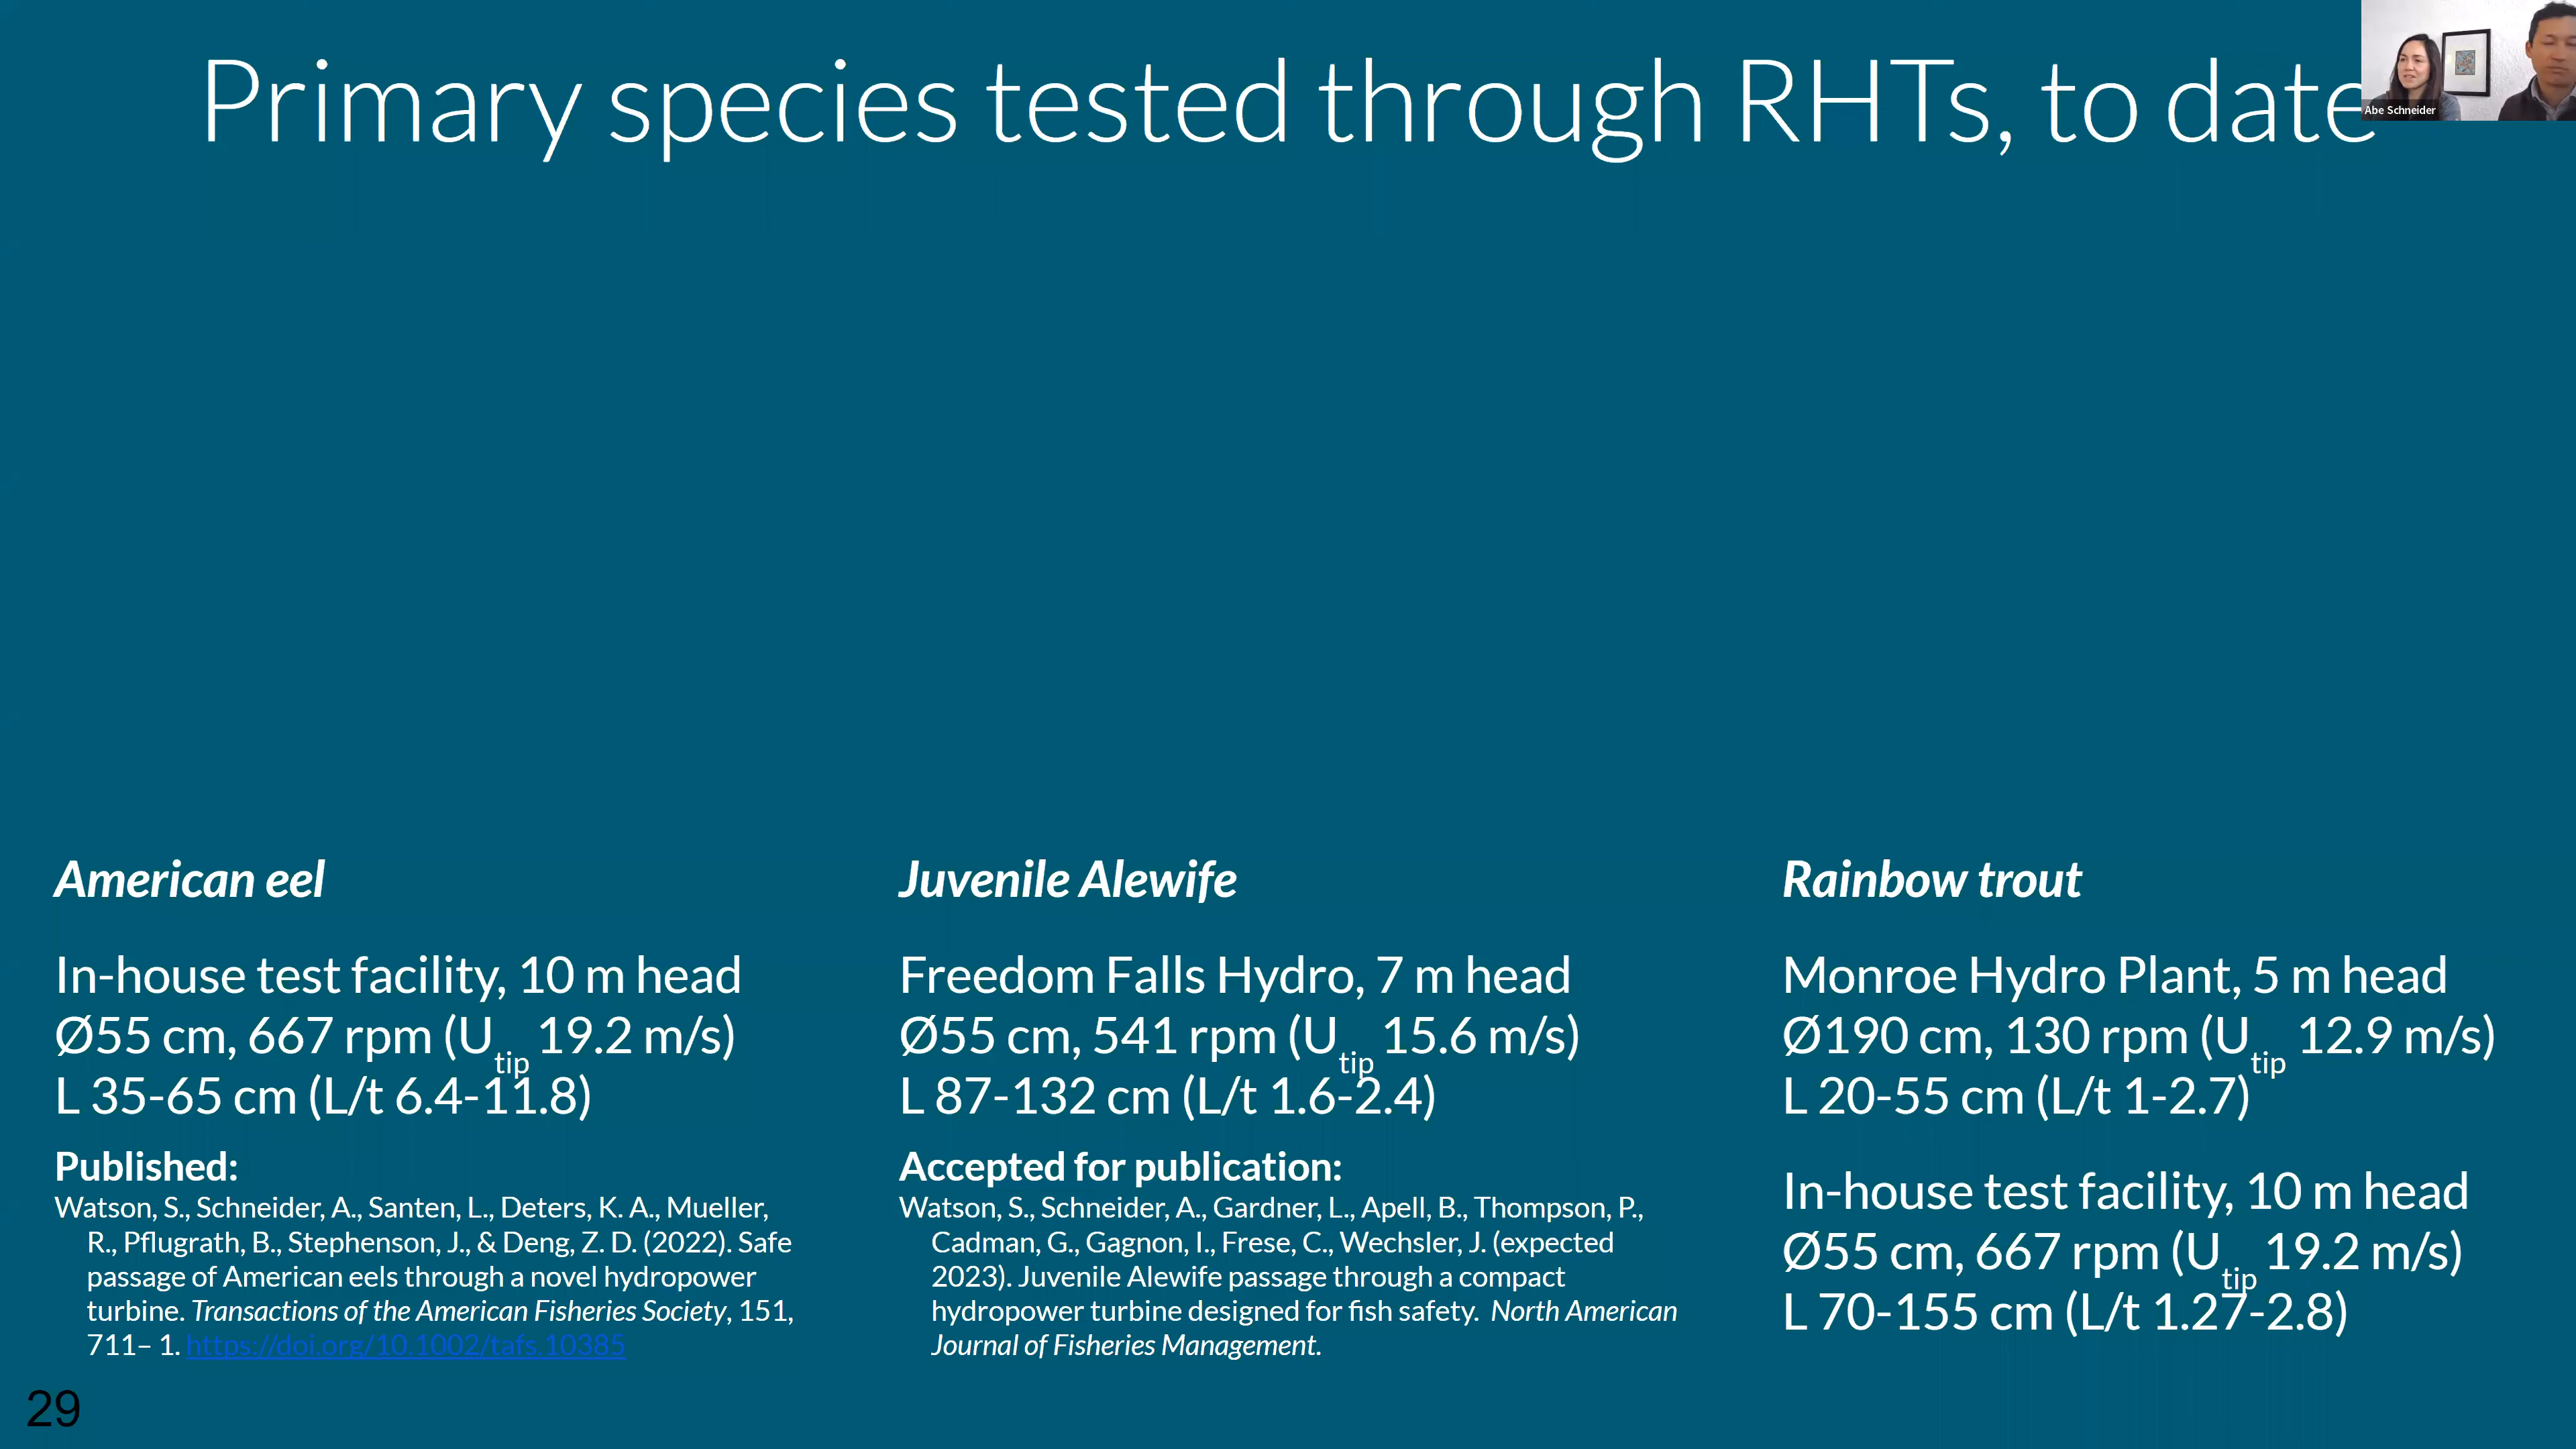 Primary species tested through RHTs, to date
Abe Schneider
American eel
In-house test facility, 10 m head
Ø55 cm, 667 rpm (Utip 19.2 m/s)
L 35-65 cm (L/t 6.4-11.8)
Published:
Watson, S., Schneider, A., Santen, L., Deters, K. A., Mueller,
R., Pflugrath, B., Stephenson, J., & Deng, Z. D. (2022). Safe
passage of American eels through a novel hydropower
turbine. Transactions of the American Fisheries Society, 151,
711– 1. https://doi.org/10.1002/tafs.10385
Juvenile Alewife
Freedom Falls Hydro, 7 m head
Ø55 cm, 541 rpm (Utip 15.6 m/s)
L 87-132 cm (L/t 1.6-2.4)
Accepted for publication:
Watson, S., Schneider, A., Gardner, L., Apell, B., Thompson, P.,
Cadman, G., Gagnon, I., Frese, C., Wechsler, J. (expected
2023). Juvenile Alewife passage through a compact
hydropower turbine designed for fish safety. North American
Journal of Fisheries Management.
Rainbow trout
Monroe Hydro Plant, 5 m head
Ø190 cm, 130 rpm (Utip 12.9 m/s)
L 20-55 cm (L/t 1-2.7)
In-house test facility, 10 m head
Ø55 cm, 667 rpm (Utip 19.2 m/s)
L 70-155 cm (L/t 1.27-2.8)
29